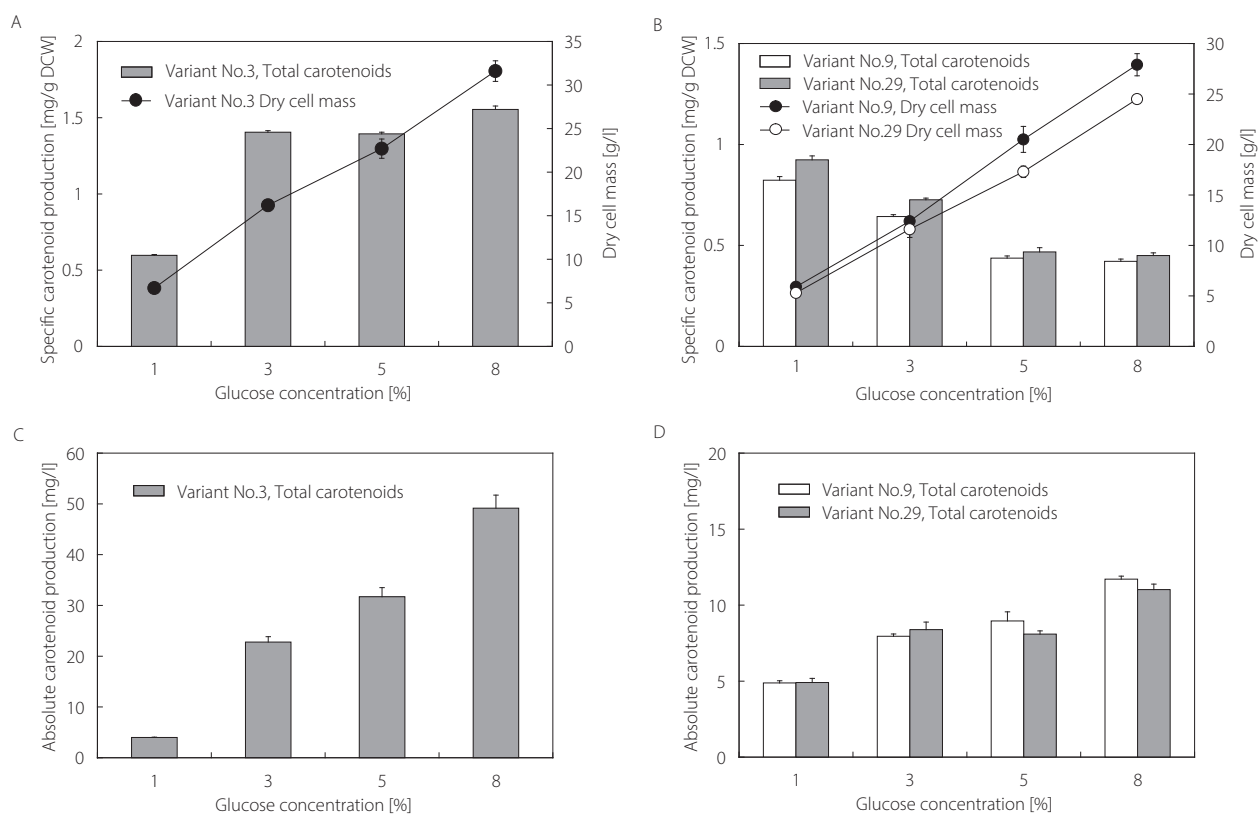 A
Specific carotenoid production [mg/ g DCW]
2
1.5
1
0.5
0
35
30
25
20
15
10
5
0
Dry cell mass [g/l]
Variant No.3, Total carotenoids
Variant No.3 Dry cell mass
1 3 5 8
Glucose concentration [%]
B
Specific carotenoid production [mg/g DCW]
1.5
1
0.5
0
30
25
20
15
10
5
0
Dry cell mass [g/l]
Variant No.9, Total carotenoids
Variant No.29, Total carotenoids
Variant No.9, Dry cell mass
Variant No.29 Dry cell mass
1 3 5 8
Glucose concentration [%]
C
Absolute carotenoid production [mg/l]
60
50
40
30
20
10
0
Variant No.3, Total carotenoids
1 3 5 8
Glucose concentration [%]
D
Absolute carotenoid production [mg/l]
20
15
10
5
0
Variant No.9, Total carotenoids
Variant No.29, Total carotenoids
1 3 5 8
Glucose concentration [%]